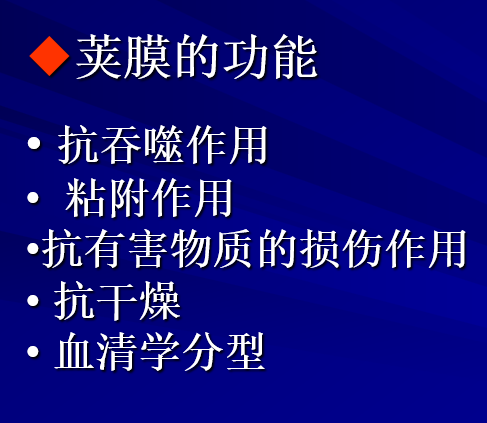 ◆荚膜的功能
• 抗吞噬作用
• 粘附作用
•抗有害物质的损伤作用
• 抗干燥
• 血清学分型